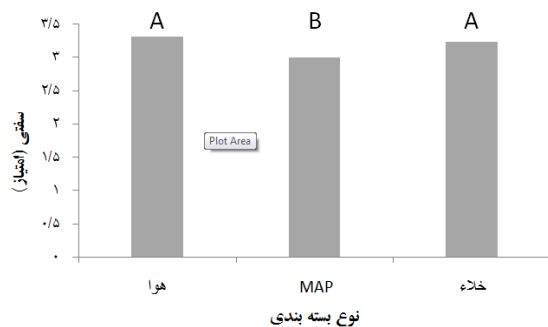 A B A
۳/۵
۳
۲/۵
۲
۱/۵
۱
۰/۵
۰
سفتی (امتیاز)
Plot Area
هوا MAP خلاء
نوع بسته بندی